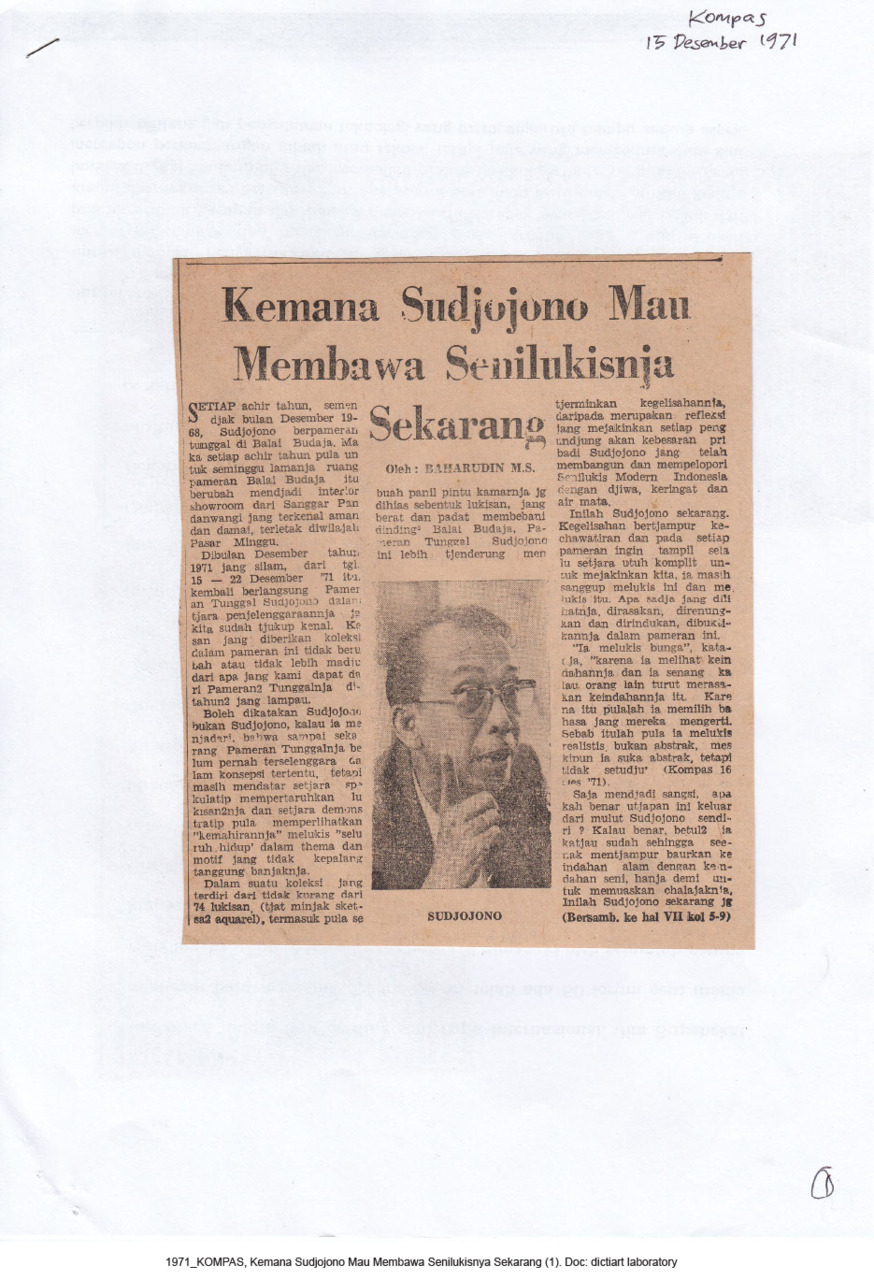 Kompas
15 Desember 1971
Kemana Sudjojono Mau
Membawa Senilukisnja
Sekarang
Oleh : BAHARUDIN M.S.
SETIAP achir tahun, semen
djak bulan Desember 19-
68, Sudjojono berpameran
tunggal di Balai Budaja. Ma
ka setiap achir tahun pula un
tuk seminggu lamanja ruang
pameran Balai Budaja itu
berubah mendjadi interior
showroom dari Sanggar Pan
danwangi jang terkenal aman
dan damai, terletak diwilajah
Pasar Minggu.
Dibulan Desember tahun
1971 jang silam, dari tgl.
15 — 22 Desember '71 itu,
kembali berlangsung Pamer
an Tunggal Sudjojono dalam
tjara penjelenggaraannja jg
kita sudah tjukup kenal. Ke
san jang diberikan koleksi
dalam pameran ini tidak beru
bah atau tidak lebih madju
dari apa jang kami dapat da
ri Pameran2 Tunggalnja di-
tahun2 jang lampau.
Boleh dikatakan Sudjojono
bukan Sudjojono, kalau ia me
njadari, bahwa sampai seka
rang Pameran Tunggalnja be
lum pernah terselenggara da
lam konsepsi tertentu, tetapi
masih mendatar setjara spe
kulatip mempertaruhkan lu
kisan2nja dan setjara demons
tratip pula memperlihatkan
"kemahirannja" melukis "selu
ruh hidup' dalam thema dan
motif jang tidak kepalang
tanggung banjaknja.
Dalam suatu koleksi jang
terdiri dari tidak kurang dari
74 lukisan, (tjat minjak sket-
sa2 aquarel), termasuk pula se
buah panil pintu kamarnja jg
dihias sebentuk lukisan, jang
berat dan padat membebani
dinding2 Balai Budaja, Pa-
meran Tunggal Sudjojono
ini lebih tjenderung men
SUDJOJONO
tjerminkan kegelisahannja,
daripada merupakan refleksi
jang mejakinkan setiap peng
undjung akan kebesaran pri
badi Sudjojono jang telah
membangun dan mempelopori
Senilukis Modern Indonesia
dengan djiwa, keringat dan
air mata.
Inilah Sudjojono sekarang.
Kegelisahan bertjampur ke-
chawatiran dan pada setiap
pameran ingin tampil sela
lu setjara utuh komplit un-
tuk mejakinkan kita, ia masih
sanggup melukis ini dan me
lukis itu. Apa sadja jang dili
hatnja, dirasakan, direnung-
kan dan dirindukan, dibukti-
kannja dalam pameran ini.
"Ia melukis bunga", kata-
nja, "karena ia melihat kein
dahannja dan ia senang ka
lau orang lain turut merasa-
kan keindahannja itu. Kare
na itu pulalah ia memilih ba
hasa jang mereka mengerti.
Sebab itulah pula ia melukis
realistis, bukan abstrak, mes
kipun ia suka abstrak, tetapi
tidak setudju' (Kompas 16
Des '71).
Saja mendjadi sangsi, apa
kah benar utjapan ini keluar
dari mulut Sudjojono sendi-
ri ? Kalau benar, betul2 ia
katjau sudah sehingga see-
nak mentjampur baurkan ke
indahan alam dengan kein-
dahan seni, hanja demi un-
tuk memuaskan chalajaknja,
Inilah Sudjojono sekarang jg
(Bersamb. ke hal VII kol 5-9)
1
1971_KOMPAS, Kemana Sudjojono Mau Membawa Senilukisnya Sekarang (1). Doc: dictiart laboratory